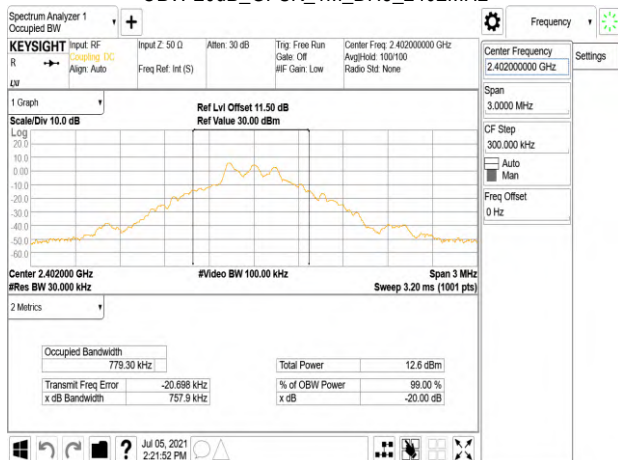 Spectrum Analyzer 1
Occupied BW
KEYSIGHT
R
Input: RF
Coupling: DC
Align: Auto
Input Z: 50 Ω
Freq Ref: Int (S)
Atten: 30 dB
Trig: Free Run
Gate: Off
#IF Gain: Low
Center Freq: 2.402000000 GHz
Avg|Hold: 100/100
Radio Std: None
Frequency
Center Frequency
2.402000000 GHz
Settings
Span
3.0000 MHz
CF Step
300.000 kHz
Auto
Man
Freq Offset
0 Hz
1 Graph
Scale/Div 10.0 dB
Ref Lvl Offset 11.50 dB
Ref Value 30.00 dBm
Log
20.0
10.0
0.00
-10.0
-20.0
-30.0
-40.0
-50.0
-60.0
Center 2.402000 GHz
#Video BW 100.00 kHz
Span 3 MHz
#Res BW 30.000 kHz
Sweep 3.20 ms (1001 pts)
2 Metrics
Occupied Bandwidth
779.30 kHz
Total Power 12.6 dBm
Transmit Freq Error -20.698 kHz
% of OBW Power 99.00 %
x dB Bandwidth 757.9 kHz
x dB -20.00 dB
Jul 05, 2021
2:21:52 PM